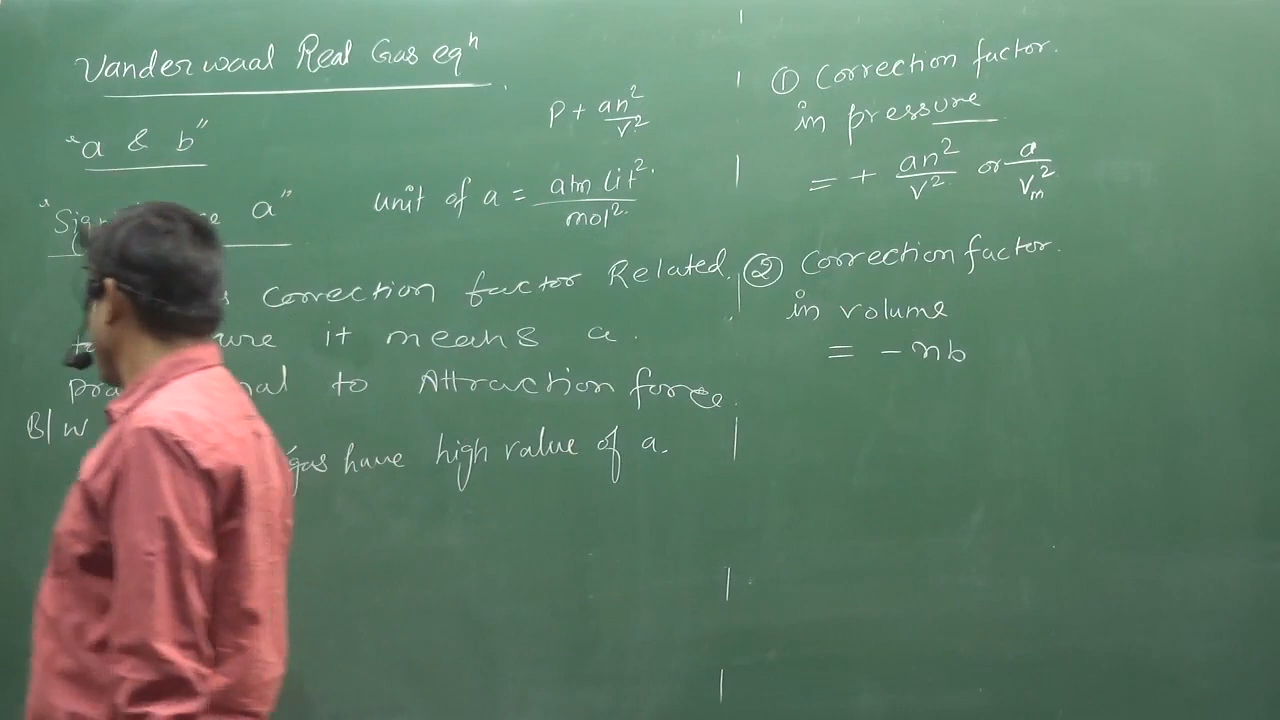 Vanderwaal Real Gas eqⁿ
"a & b"
P + an²/V²
a"
unit of a = atm Lit²/mol²
correction factor Related
it means a.
to Attraction force
B/W
gas have high value of a.
① Correction factor.
in pressure
= + an²/V² or a/Vm²
② Correction factor.
in volume
= - nb